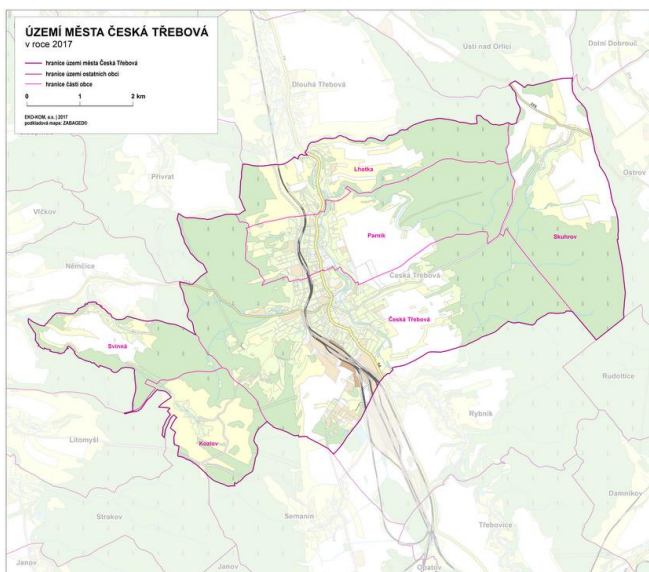 ÚZEMÍ MĚSTA ČESKÁ TŘEBOVÁ
v roce 2017
hranice území města Česká Třebová
hranice území ostatních obcí
hranice části obce
0 1 2 km
EKO-KOM, a.s. | 2017
podkladová mapa: ZABAGED®
Ústí nad Orlicí
Dolní Dobrouč
Dlouhá Třebová
Přívrat
Lhotka
Ostrov
Vlčkov
Parník
Skuhrov
Němčice
Česká Třebová
Česká Třebová
Svinná
Rudoltice
Rybník
Litomyšl
Kozlov
Damníkov
Strakov
Semanín
Třebovice
Janov
Janov
Opatov